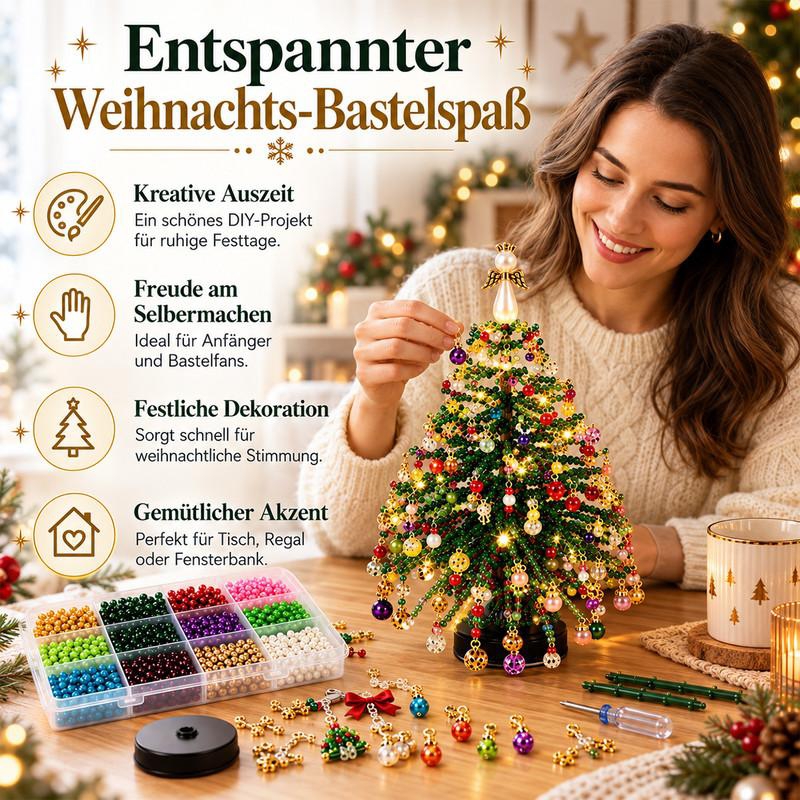 Entspannter
Weihnachts-Bastelspaß
Kreative Auszeit
Ein schönes DIY-Projekt
für ruhige Festtage.
Freude am
Selbermachen
Ideal für Anfänger
und Bastelfans.
Festliche Dekoration
Sorgt schnell für
weihnachtliche Stimmung.
Gemütlicher Akzent
Perfekt für Tisch, Regal
oder Fensterbank.